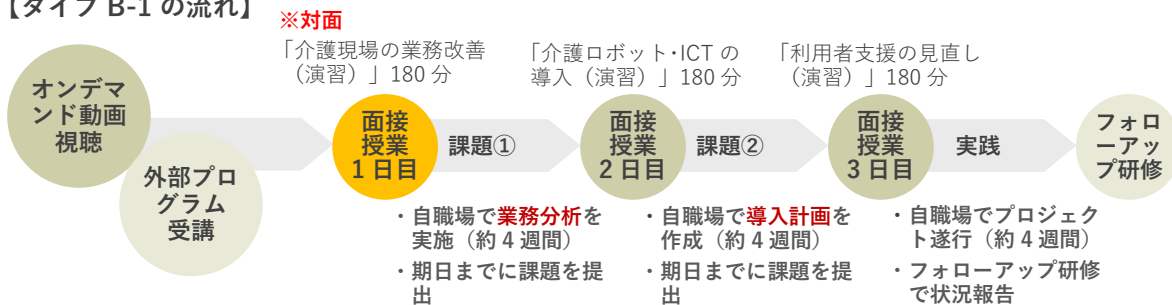 【タイプ B-1 の流れ】
※対面
「介護現場の業務改善
（演習）」180 分
「介護ロボット・ICT の
導入（演習）」180 分
「利用者支援の見直し
（演習）」180 分
オンデマ
ンド動画
視聴
外部プロ
グラム
受講
面接
授業
1 日目
課題①
面接
授業
2 日目
課題②
面接
授業
3 日目
実践
フォロ
ーアッ
プ研修
・自職場で業務分析を
実施（約 4 週間）
・期日までに課題を提
出
・自職場で導入計画を
作成（約 4 週間）
・期日までに課題を提
出
・自職場でプロジェク
ト遂行（約 4 週間）
・フォローアップ研修
で状況報告